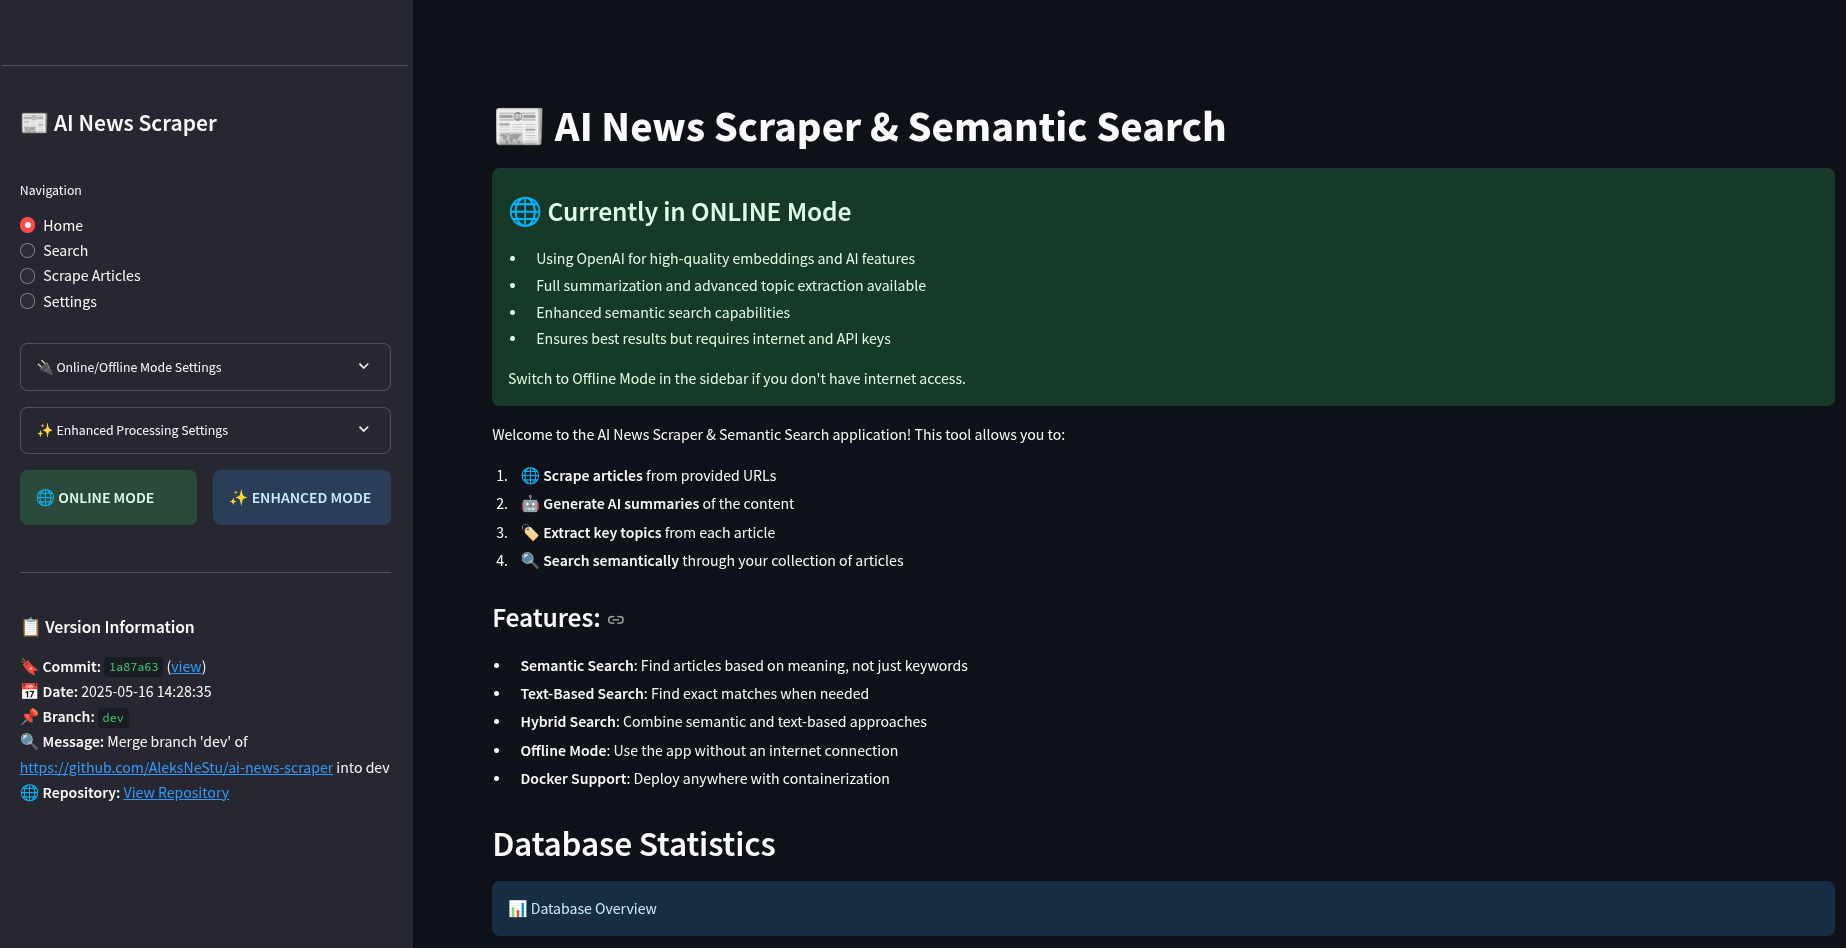 📰 AI News Scraper
Navigation
Home
Search
Scrape Articles
Settings
🔌 Online/Offline Mode Settings
✨ Enhanced Processing Settings
🌐 ONLINE MODE
✨ ENHANCED MODE
📋 Version Information
🔖 Commit: 1a87a63 (view)
📅 Date: 2025-05-16 14:28:35
📌 Branch: dev
🔍 Message: Merge branch 'dev' of
https://github.com/AleksNeStu/ai-news-scraper into dev
🌐 Repository: View Repository
📰 AI News Scraper & Semantic Search
🌐 Currently in ONLINE Mode
• Using OpenAI for high-quality embeddings and AI features
• Full summarization and advanced topic extraction available
• Enhanced semantic search capabilities
• Ensures best results but requires internet and API keys
Switch to Offline Mode in the sidebar if you don't have internet access.
Welcome to the AI News Scraper & Semantic Search application! This tool allows you to:
1. 🌐 Scrape articles from provided URLs
2. 🤖 Generate AI summaries of the content
3. 🏷️ Extract key topics from each article
4. 🔍 Search semantically through your collection of articles
Features:
• Semantic Search: Find articles based on meaning, not just keywords
• Text-Based Search: Find exact matches when needed
• Hybrid Search: Combine semantic and text-based approaches
• Offline Mode: Use the app without an internet connection
• Docker Support: Deploy anywhere with containerization
Database Statistics
📊 Database Overview